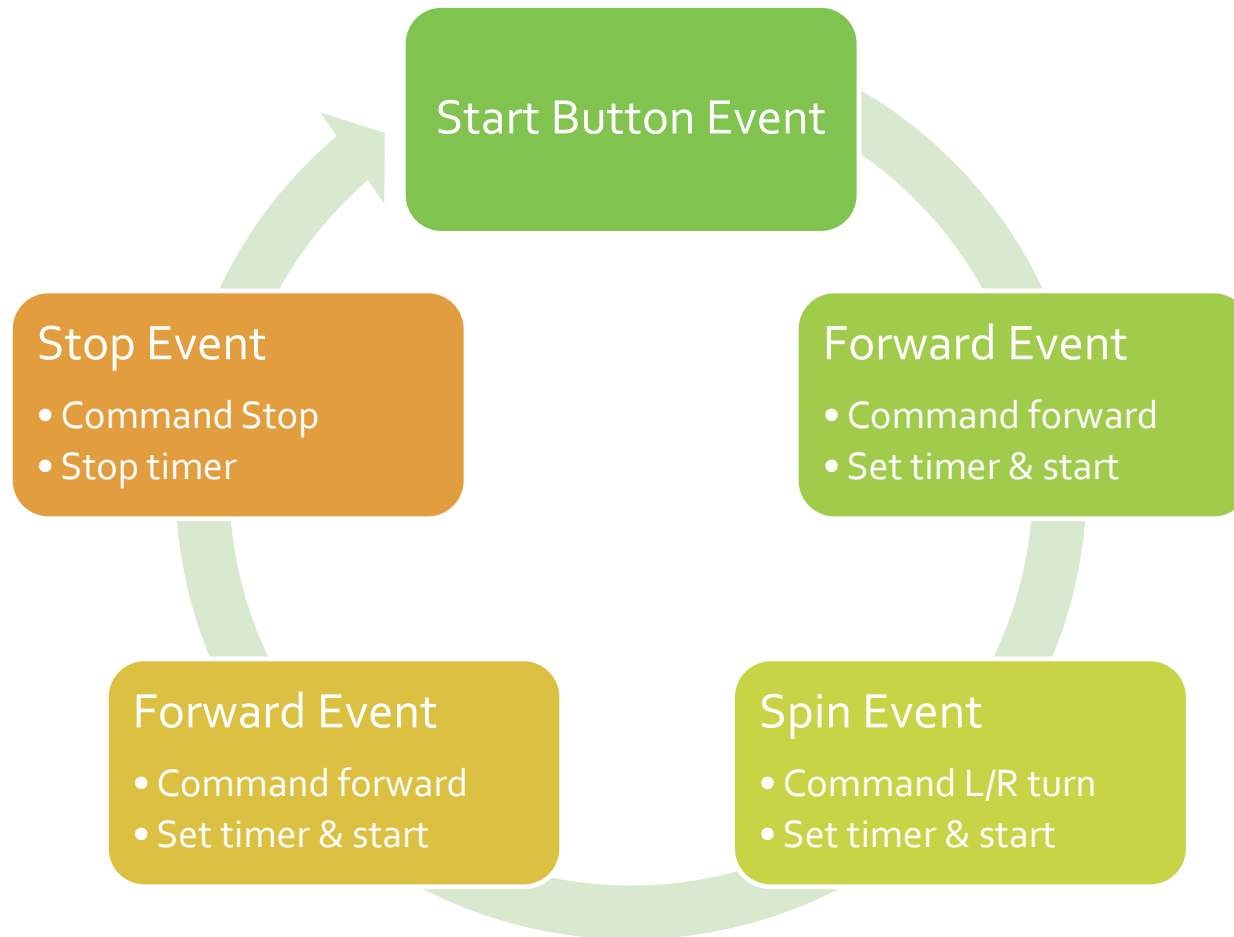 Start Button Event
Forward Event
• Command forward
• Set timer & start
Spin Event
• Command L/R turn
• Set timer & start
Forward Event
• Command forward
• Set timer & start
Stop Event
• Command Stop
• Stop timer